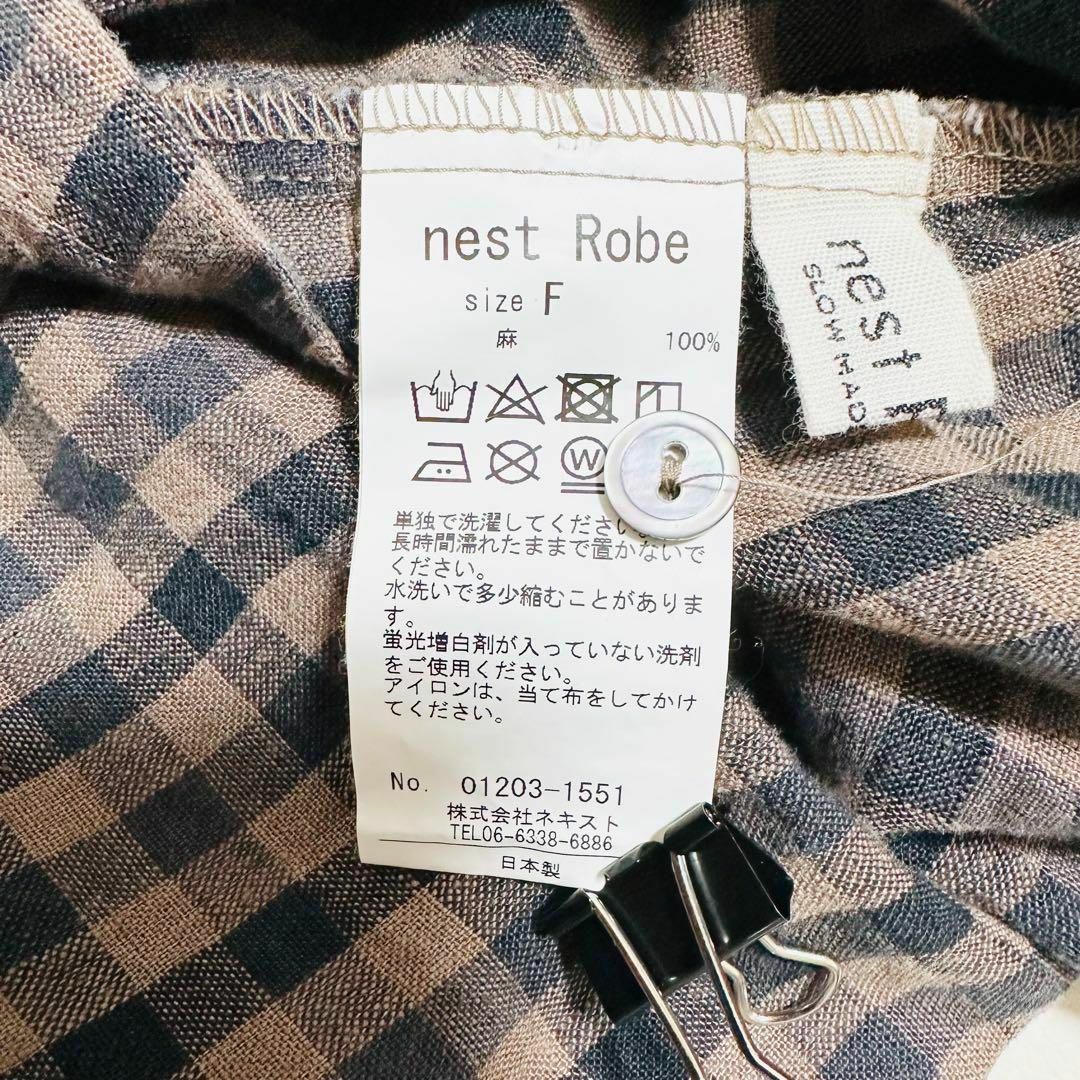 nest Robe
size F
麻 100%
W
単独で洗濯してくださ
長時間濡れたままで置かないで
ください。
水洗いで多少縮むことがありま
す。
蛍光増白剤が入っていない洗剤
をご使用ください。
アイロンは、当て布をしてかけ
てください。
No. 01203-1551
株式会社ネキスト
TEL06-6338-6886
日本製
nest
SLOW MAD